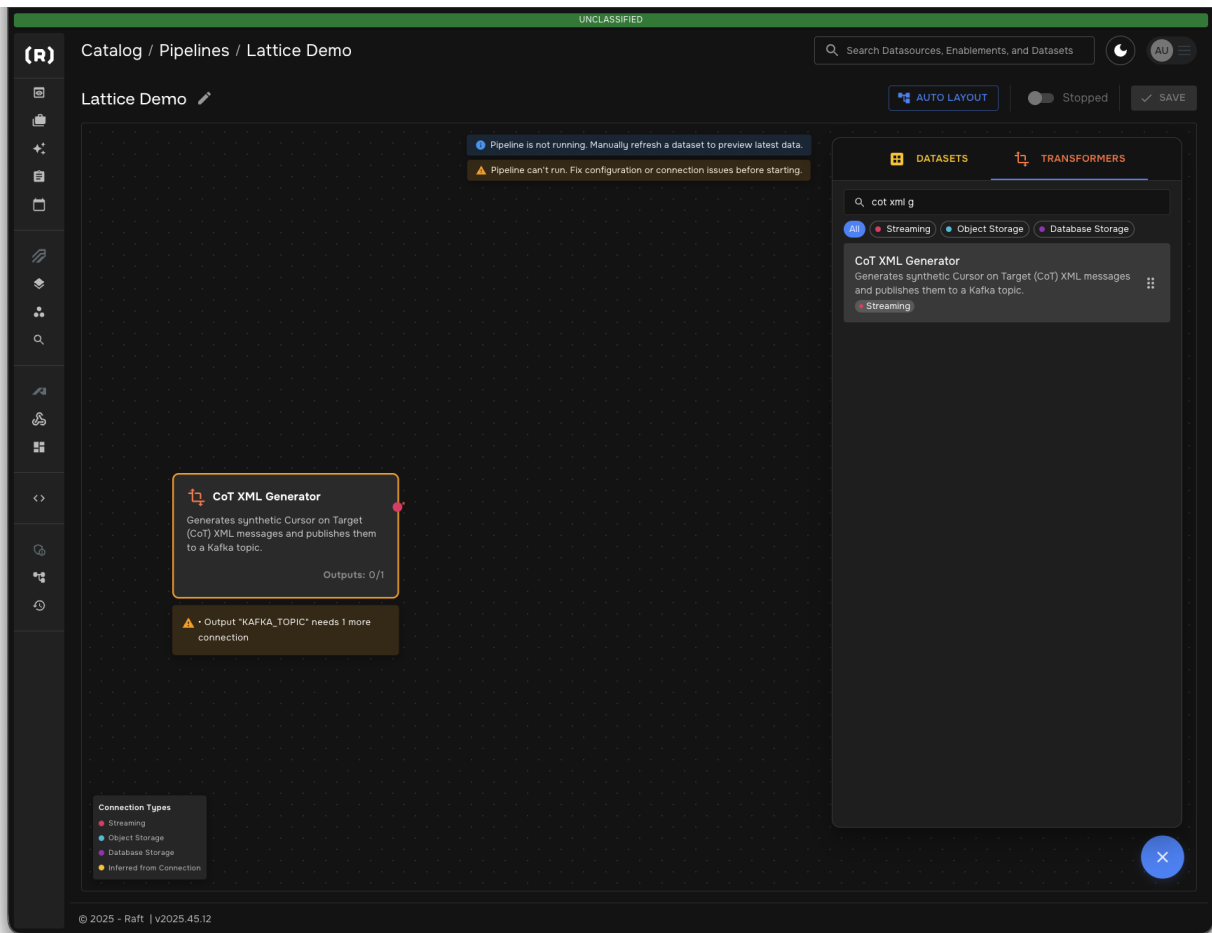 UNCLASSIFIED
(R)
Catalog / Pipelines / Lattice Demo
Search Datasources, Enablements, and Datasets
AU
Lattice Demo
AUTO LAYOUT
Stopped
SAVE
Pipeline is not running. Manually refresh a dataset to preview latest data.
Pipeline can't run. Fix configuration or connection issues before starting.
DATASETS
TRANSFORMERS
cot xml g
All
Streaming
Object Storage
Database Storage
CoT XML Generator
Generates synthetic Cursor on Target (CoT) XML messages
and publishes them to a Kafka topic.
Streaming
CoT XML Generator
Generates synthetic Cursor on Target
(CoT) XML messages and publishes them
to a Kafka topic.
Outputs: 0/1
• Output "KAFKA_TOPIC" needs 1 more
connection
Connection Types
Streaming
Object Storage
Database Storage
Inferred from Connection
© 2025 - Raft | v2025.45.12